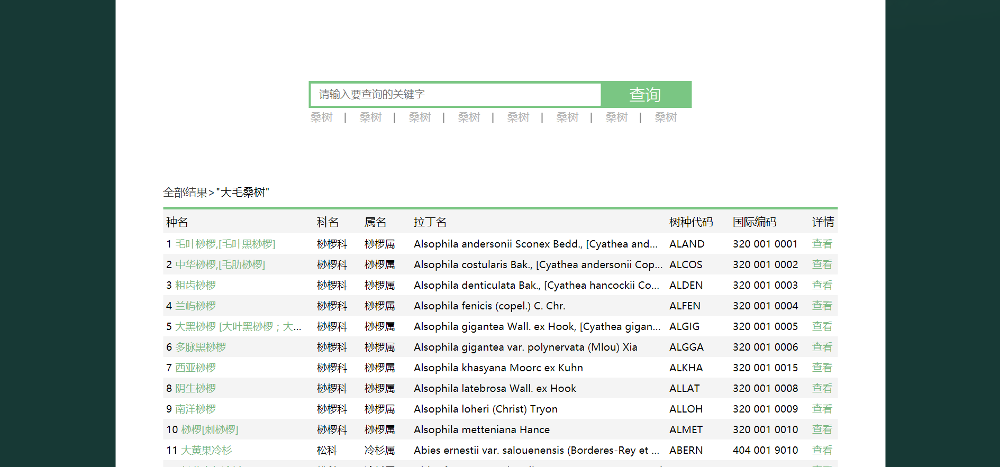 请输入要查询的关键字 查询
桑树 | 桑树 | 桑树 | 桑树 | 桑树 | 桑树 | 桑树 | 桑树
全部结果>"大毛桑树"
种名 科名 属名 拉丁名 树种代码 国际编码 详情
1 毛叶桫椤,[毛叶黑桫椤] 桫椤科 桫椤属 Alsophila andersonii Sconex Bedd., [Cyathea and... ALAND 320 001 0001 查看
2 中华桫椤,[毛肋桫椤] 桫椤科 桫椤属 Alsophila costularis Bak., [Cyathea andersonii Cop... ALCOS 320 001 0002 查看
3 粗齿桫椤 桫椤科 桫椤属 Alsophila denticulata Bak., [Cyathea hancockii Co... ALDEN 320 001 0003 查看
4 兰屿桫椤 桫椤科 桫椤属 Alsophila fenicis (copel.) C. Chr. ALFEN 320 001 0004 查看
5 大黑桫椤 [大叶黑桫椤；大... 桫椤科 桫椤属 Alsophila gigantea Wall. ex Hook, [Cyathea gigan... ALGIG 320 001 0005 查看
6 多脉黑桫椤 桫椤科 桫椤属 Alsophila gigantea var. polynervata (Mlou) Xia ALGGA 320 001 0006 查看
7 西亚桫椤 桫椤科 桫椤属 Alsophila khasyana Moorc ex Kuhn ALKHA 320 001 0015 查看
8 阴生桫椤 桫椤科 桫椤属 Alsophila latebrosa Wall. ex Hook ALLAT 320 001 0008 查看
9 南洋桫椤 桫椤科 桫椤属 Alsophila loheri (Christ) Tryon ALLOH 320 001 0009 查看
10 桫椤[刺桫椤] 桫椤科 桫椤属 Alsophila metteniana Hance ALMET 320 001 0010 查看
11 大黄果冷杉 松科 冷杉属 Abies ernestii var. salouenensis (Borderes-Rey et ... ABERN 404 001 9010 查看